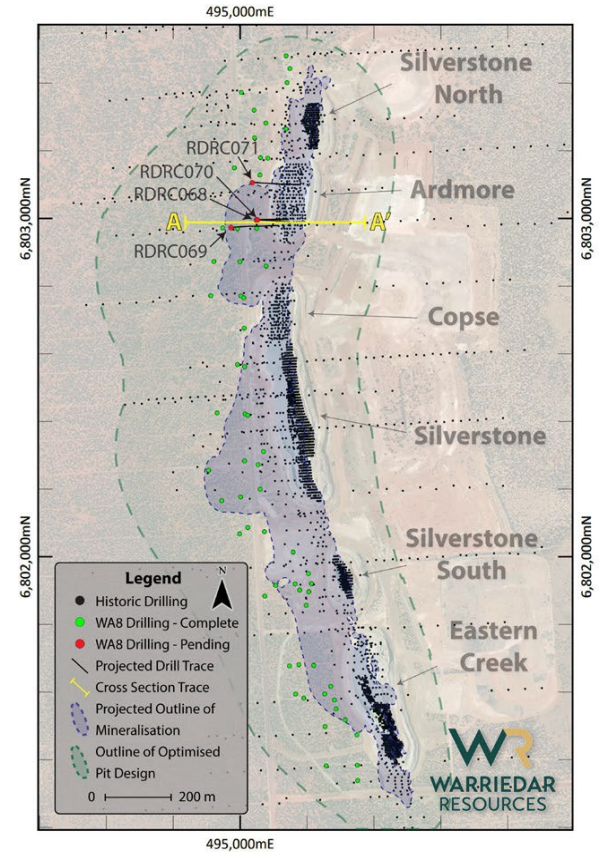 495,000mE
Silverstone
North
RDRC071
RDRC070
RDRC068
Ardmore
6,803,000mN
6,803,000mN
A
A'
RDRC069
Copse
Silverstone
Silverstone
South
6,802,000mN
6,802,000mN
Legend
N
Historic Drilling
WA8 Drilling - Complete
WA8 Drilling - Pending
Projected Drill Trace
Cross Section Trace
Projected Outline of
Mineralisation
Outline of Optimised
Pit Design
0 200 m
Eastern
Creek
WR
WARRIEDAR
RESOURCES
495,000mE